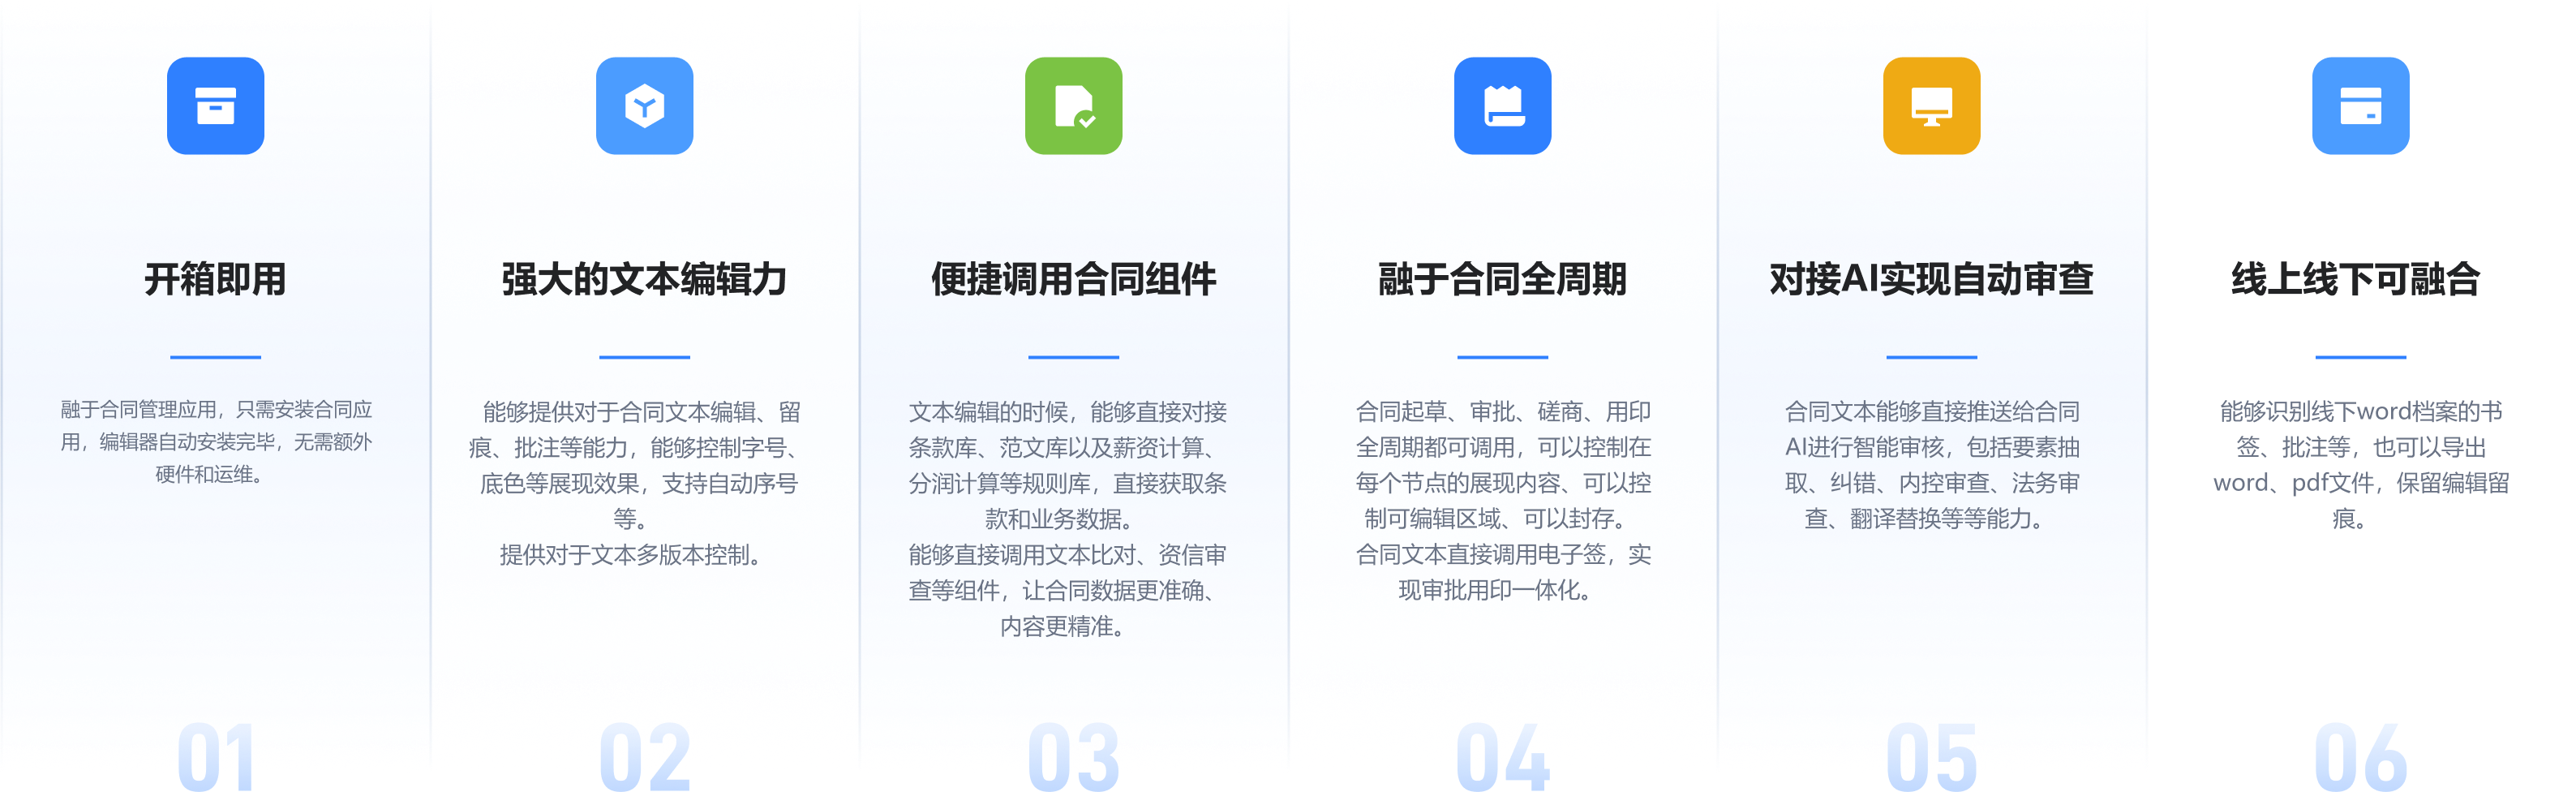 开箱即用
融于合同管理应用，只需安装合同应
用，编辑器自动安装完毕，无需额外
硬件和运维。
01
强大的文本编辑力
能够提供对于合同文本编辑、留
痕、批注等能力，能够控制字号、
底色等展现效果，支持自动序号
等。
提供对于文本多版本控制。
02
便捷调用合同组件
文本编辑的时候，能够直接对接
条款库、范文库以及薪资计算、
分润计算等规则库，直接获取条
款和业务数据。
能够直接调用文本比对、资信审
查等组件，让合同数据更准确、
内容更精准。
03
融于合同全周期
合同起草、审批、磋商、用印
全周期都可调用，可以控制在
每个节点的展现内容、可以控
制可编辑区域、可以封存。
合同文本直接调用电子签，实
现审批用印一体化。
04
对接AI实现自动审查
合同文本能够直接推送给合同
AI进行智能审核，包括要素抽
取、纠错、内控审查、法务审
查、翻译替换等等能力。
05
线上线下可融合
能够识别线下word档案的书
签、批注等，也可以导出
word、pdf文件，保留编辑留
痕。
06